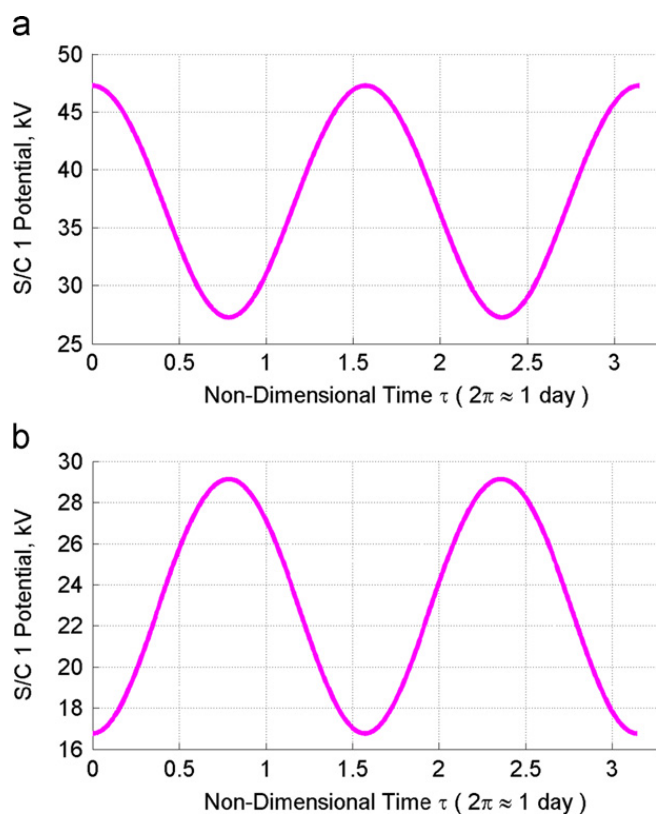 a
50
45
40
35
30
25
S/C 1 Potential, kV
0 0.5 1 1.5 2 2.5 3
Non-Dimensional Time τ ( 2π ≈ 1 day )
b
30
28
26
24
22
20
18
16
S/C 1 Potential, kV
0 0.5 1 1.5 2 2.5 3
Non-Dimensional Time τ ( 2π ≈ 1 day )